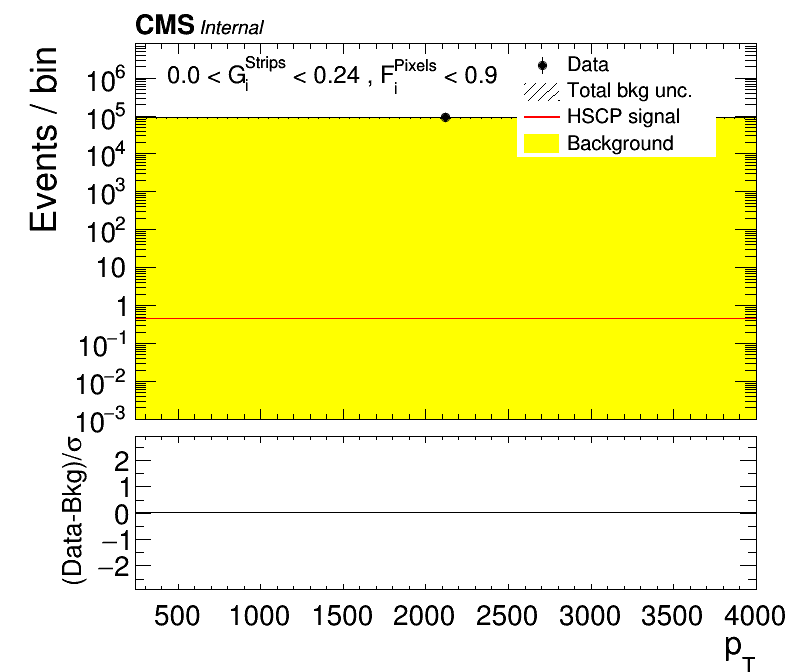 CMS Internal
0.0 < G_i^Strips < 0.24 , F_i^Pixels < 0.9
Data
Total bkg unc.
HSCP signal
Background
Events / bin
10^6
10^5
10^4
10^3
10^2
10
1
10^−1
10^−2
10^−3
(Data-Bkg)/σ
2
1
0
−1
−2
500 1000 1500 2000 2500 3000 3500 4000
p_T